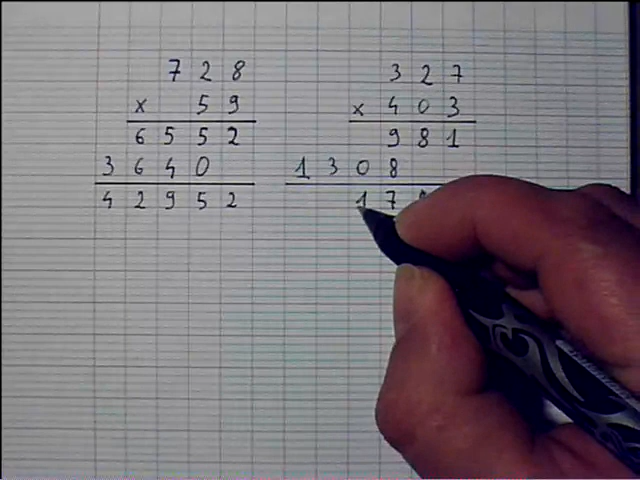 7 2 8
x 5 9
6 5 5 2
3 6 4 0
4 2 9 5 2
3 2 7
x 4 0 3
9 8 1
1 3 0 8
1 7